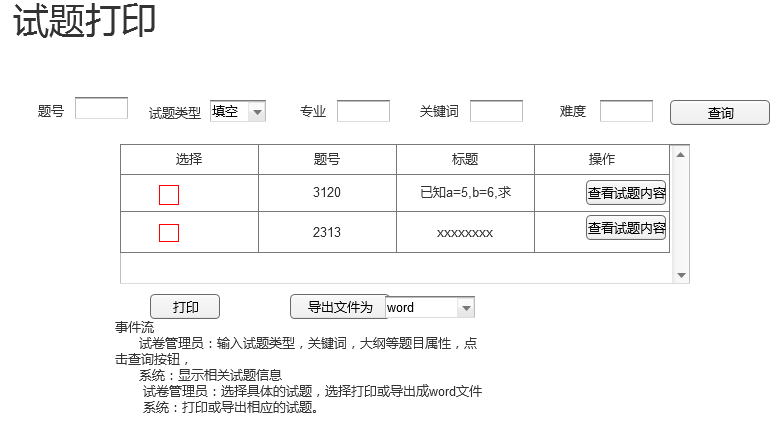 试题打印
题号 试题类型 填空 专业 关键词 难度 查询
选择 题号 标题 操作
3120 已知a=5,b=6,求 查看试题内容
2313 xxxxxxxx 查看试题内容
打印 导出文件为 word
事件流
试卷管理员：输入试题类型，关键词，大纲等题目属性，点
击查询按钮，
系统：显示相关试题信息
试卷管理员：选择具体的试题，选择打印或导出成word文件
系统：打印或导出相应的试题。